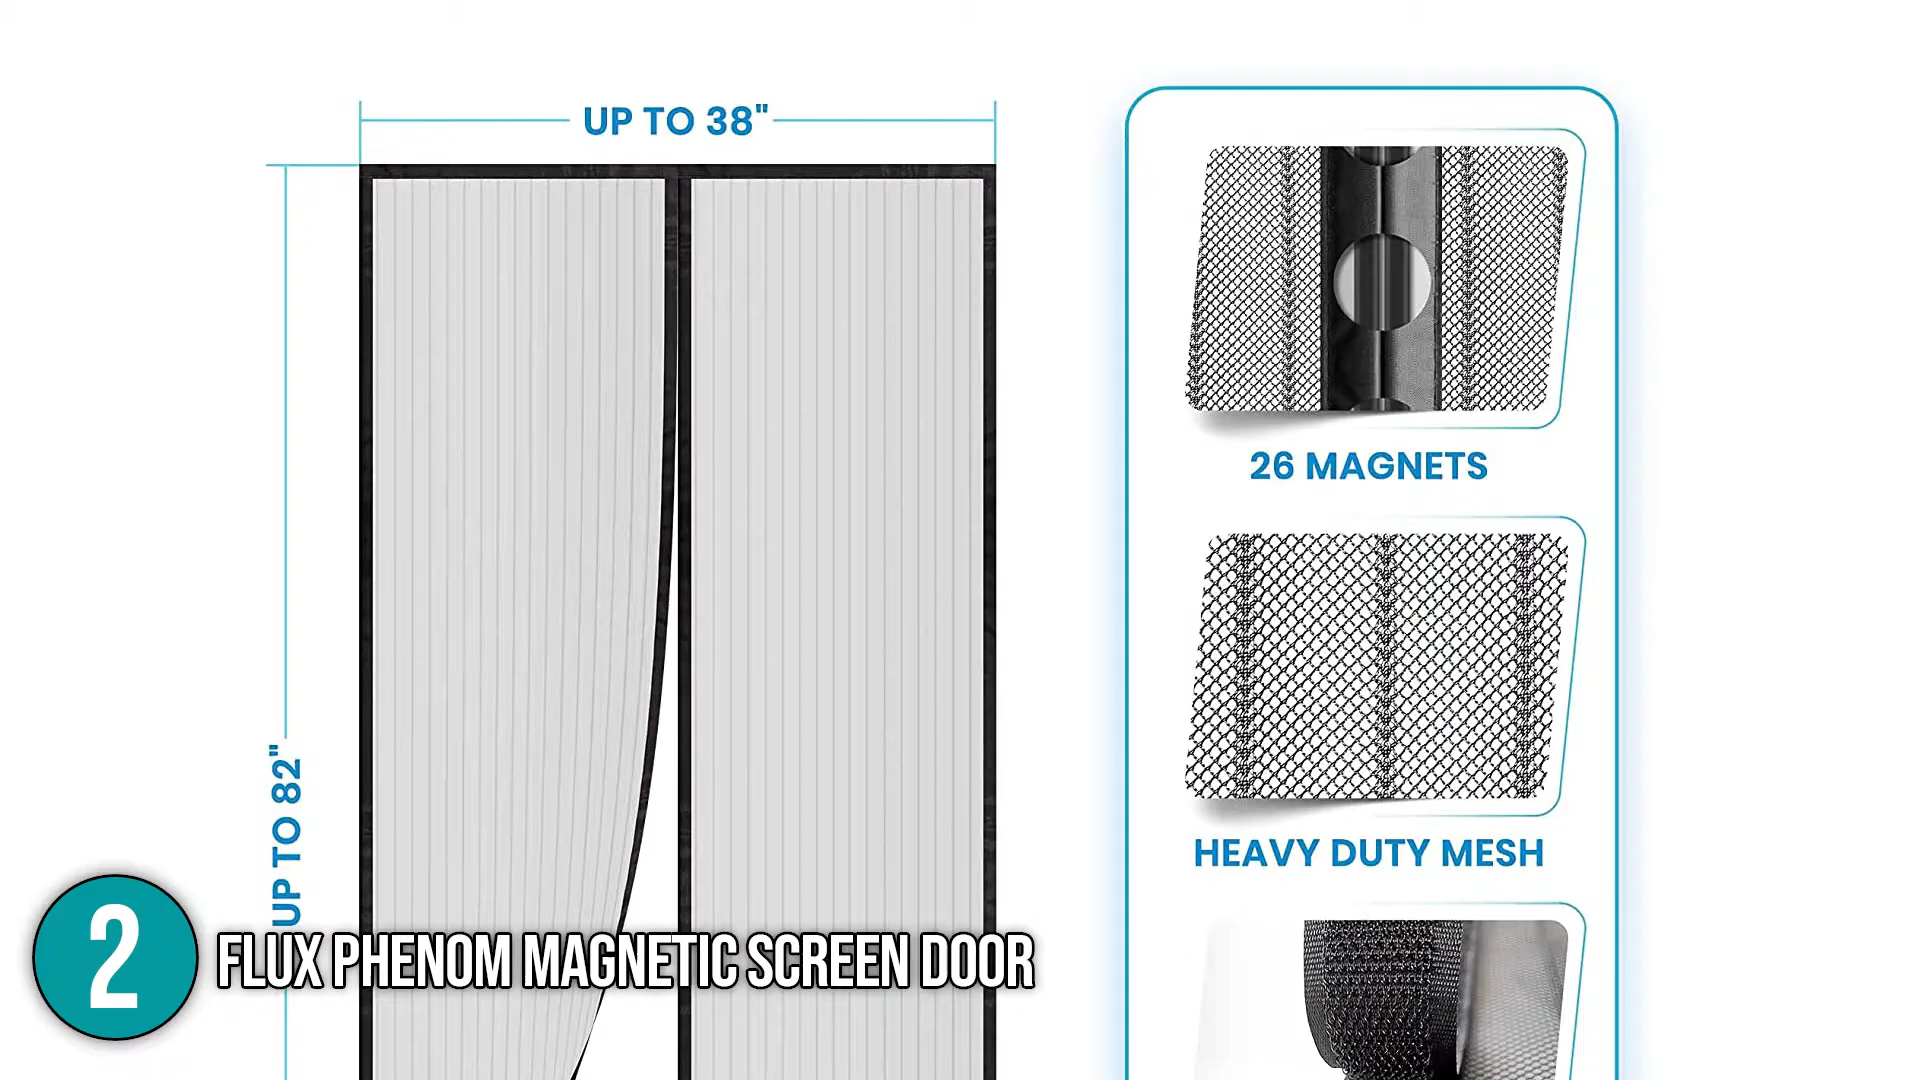 UP TO 38"
26 MAGNETS
HEAVY DUTY MESH
UP TO 82"
2
FLUX PHENOM MAGNETIC SCREEN DOOR